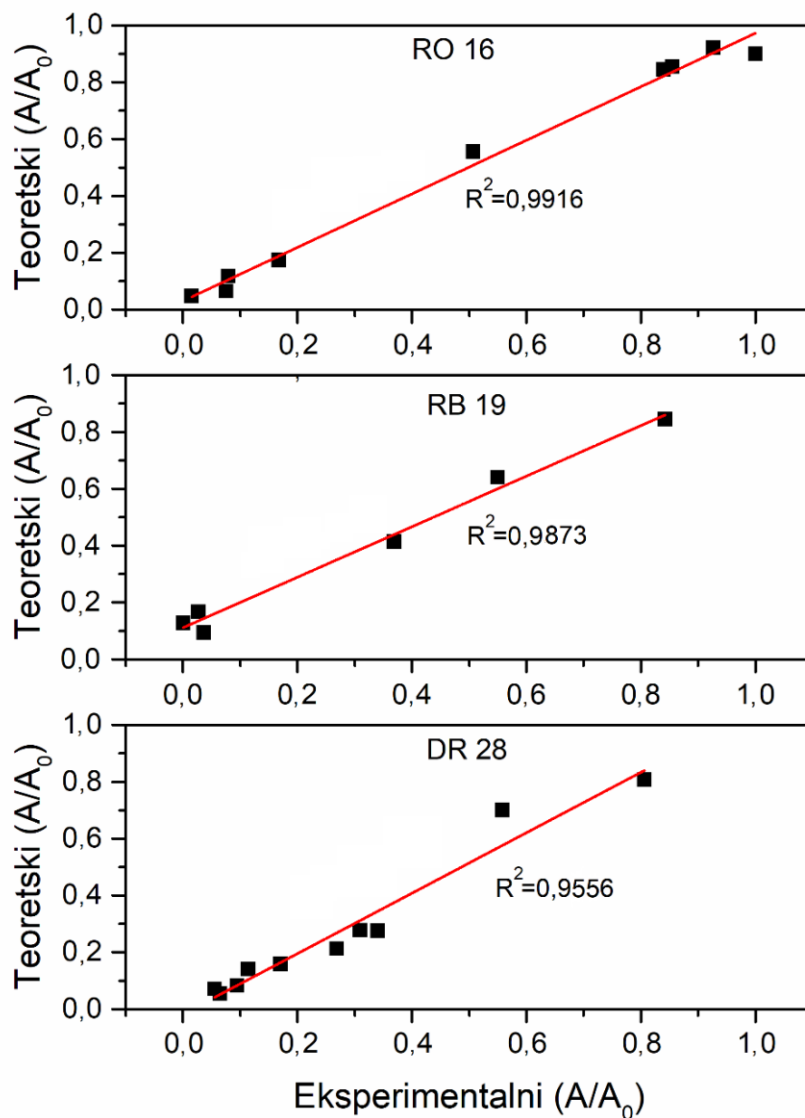 RO 16
Teoretski (A/A₀)
1,0
0,8
0,6
0,4
0,2
0,0
R²=0,9916
0,0 0,2 0,4 0,6 0,8 1,0
RB 19
Teoretski (A/A₀)
1,0
0,8
0,6
0,4
0,2
0,0
R²=0,9873
0,0 0,2 0,4 0,6 0,8 1,0
DR 28
Teoretski (A/A₀)
1,0
0,8
0,6
0,4
0,2
0,0
R²=0,9556
0,0 0,2 0,4 0,6 0,8 1,0
Eksperimentalni (A/A₀)